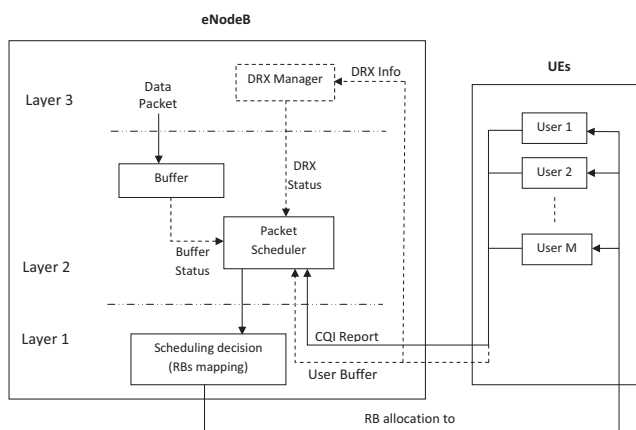 eNodeB
UEs
Layer 3
Data
Packet
DRX Manager
DRX Info
User 1
User 2
User M
Buffer
DRX
Status
Buffer
Status
Packet
Scheduler
Layer 2
Layer 1
Scheduling decision
(RBs mapping)
CQI Report
User Buffer
RB allocation to